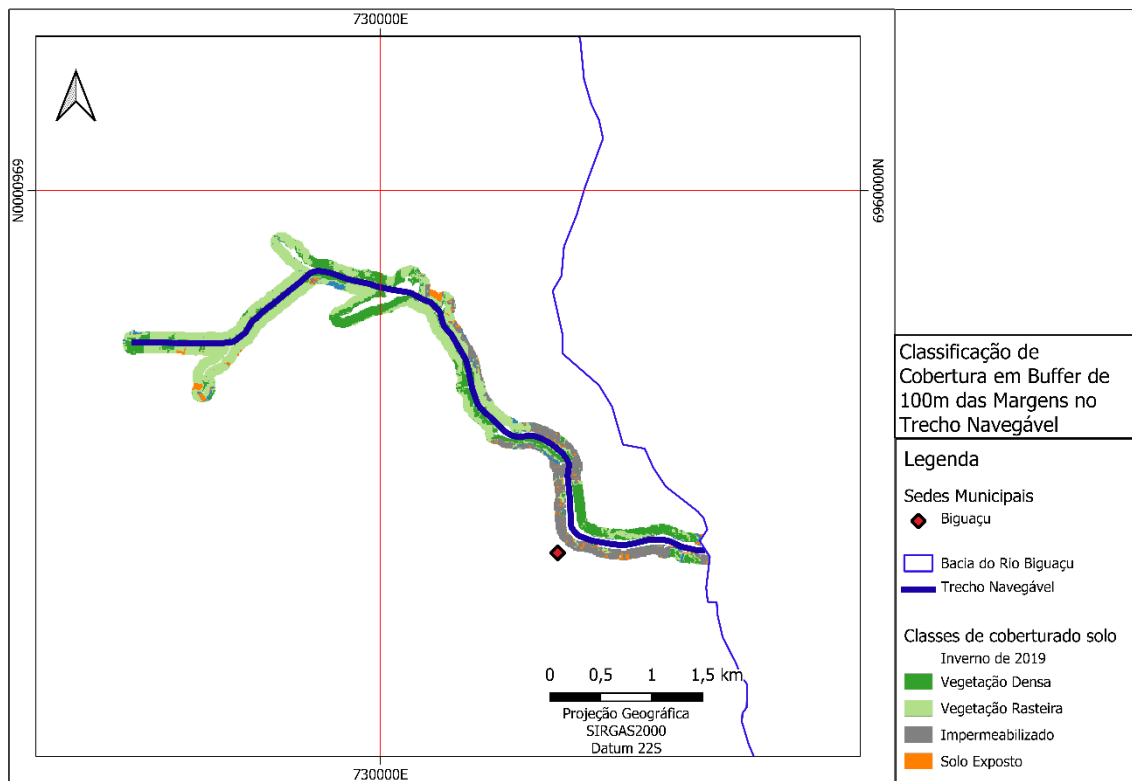 730000E
6960000N
6960000N
730000E
0 0,5 1 1,5 km
Projeção Geográfica
SIRGAS2000
Datum 22S
Classificação de
Cobertura em Buffer de
100m das Margens no
Trecho Navegável
Legenda
Sedes Municipais
Biguaçu
Bacia do Rio Biguaçu
Trecho Navegável
Classes de coberturado solo
Inverno de 2019
Vegetação Densa
Vegetação Rasteira
Impermeabilizado
Solo Exposto